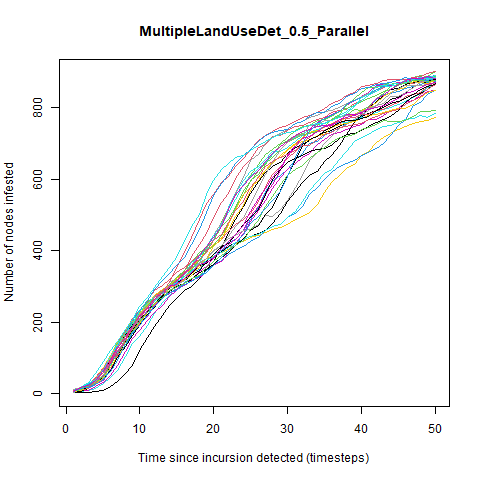 MultipleLandUseDet_0.5_Parallel
Number of nodes infested
800
600
400
200
0
0 10 20 30 40 50
Time since incursion detected (timesteps)